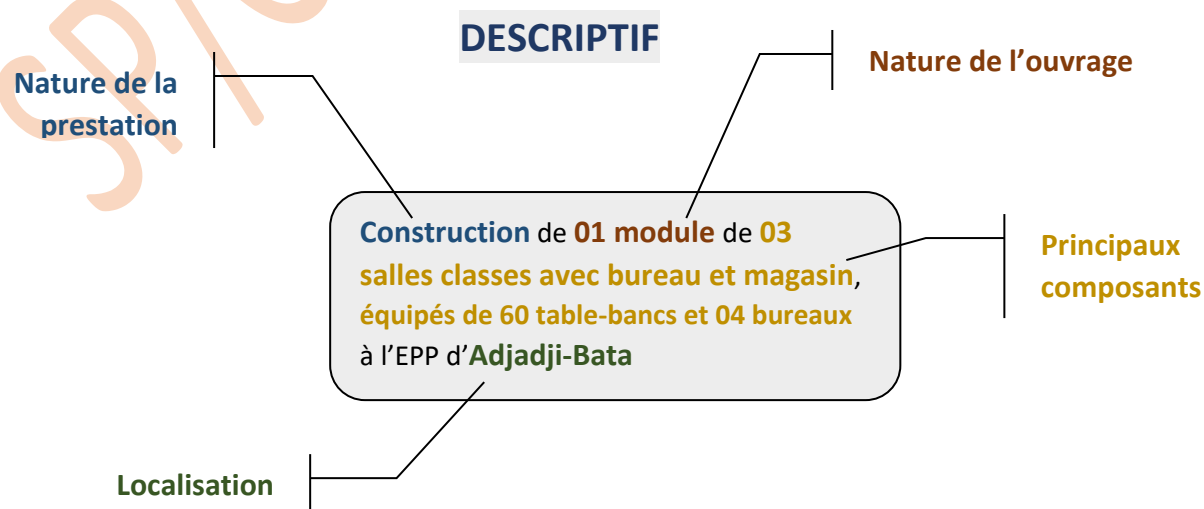 DESCRIPTIF
Nature de la
prestation
Nature de l’ouvrage
Construction de 01 module de 03
salles classes avec bureau et magasin,
équipés de 60 table-bancs et 04 bureaux
à l’EPP d’Adjadji-Bata
Principaux
composants
Localisation